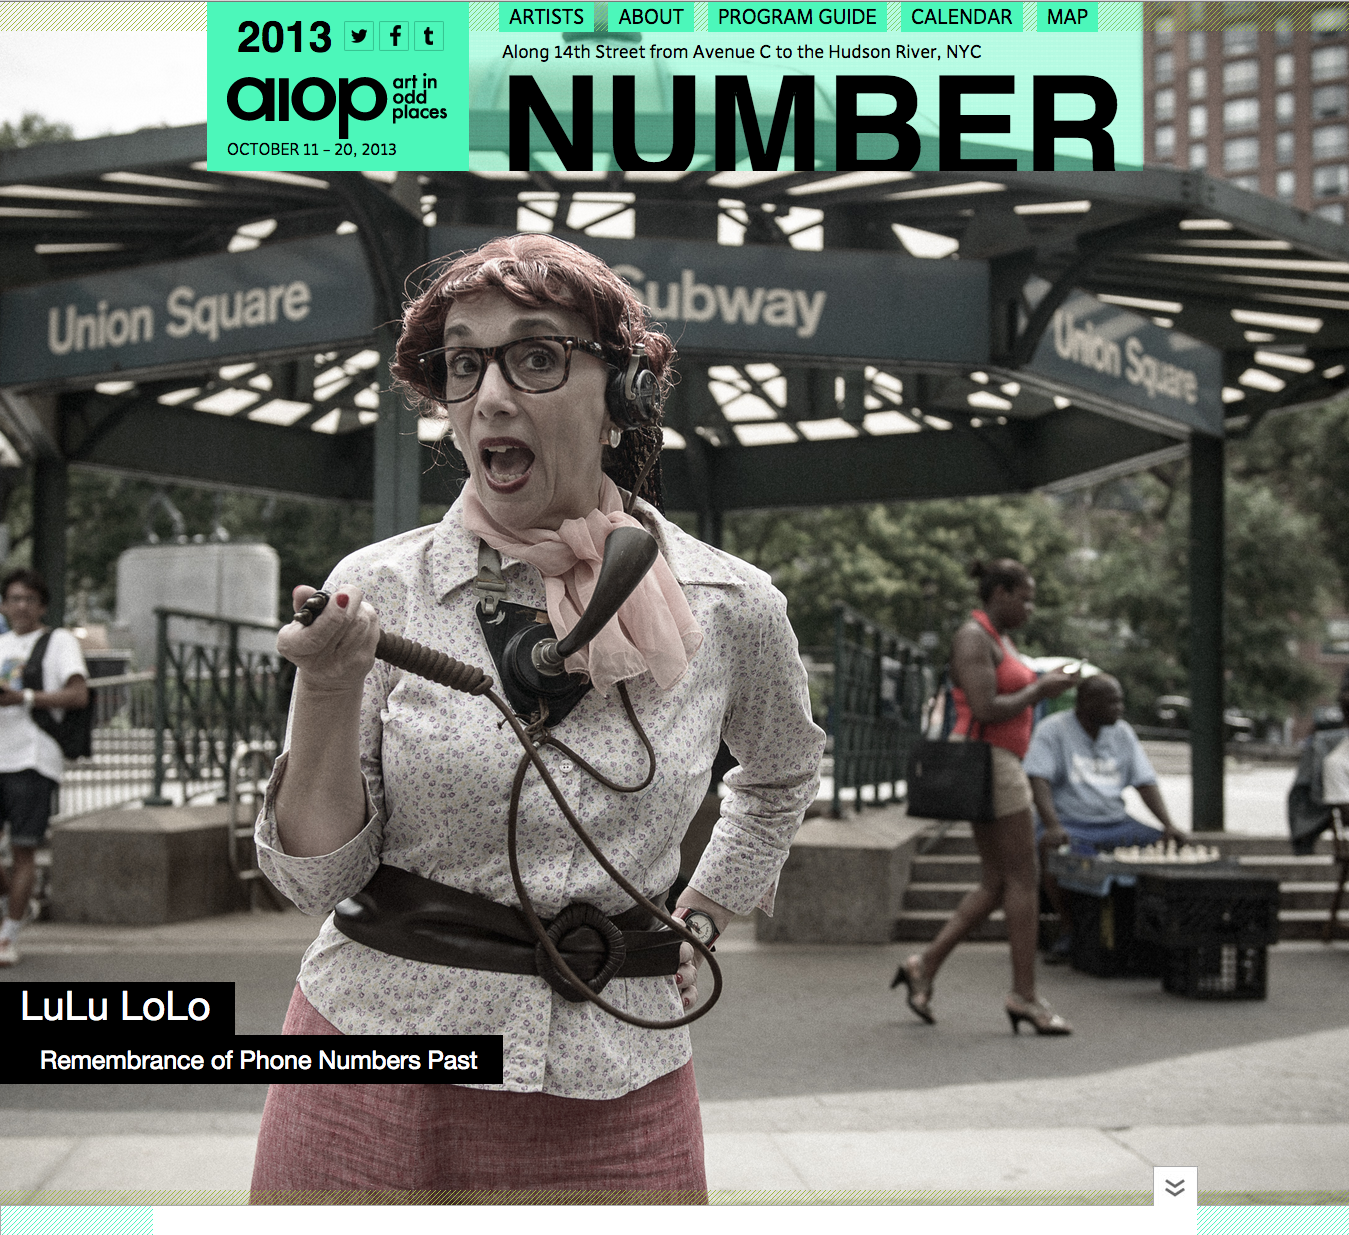 2013
aiop art in
odd
places
OCTOBER 11 – 20, 2013
ARTISTS ABOUT PROGRAM GUIDE CALENDAR MAP
Along 14th Street from Avenue C to the Hudson River, NYC
NUMBER
Union Square
Subway
Union Square
LuLu LoLo
Remembrance of Phone Numbers Past